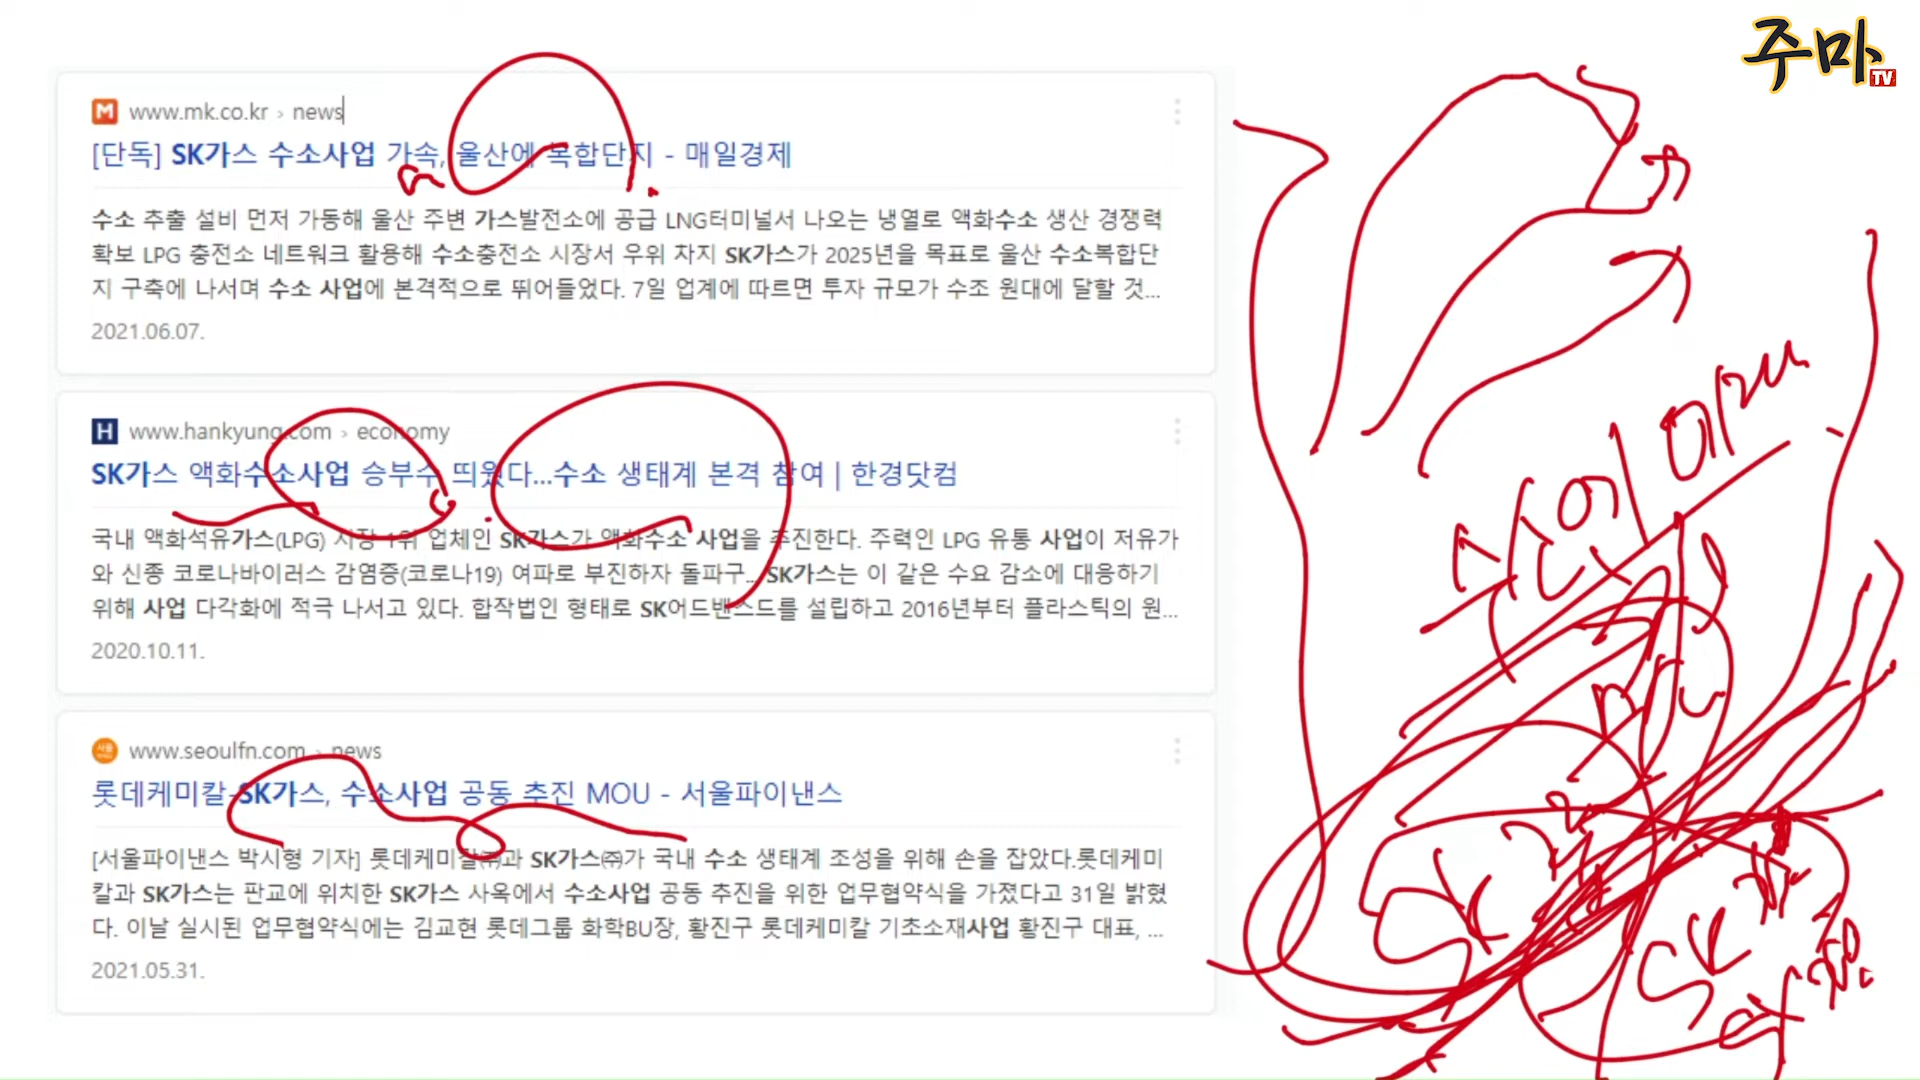 주마TV
www.mk.co.kr › news
[단독] SK가스 수소사업 가속, 울산에 복합단지 - 매일경제
수소 추출 설비 먼저 가동해 울산 주변 가스발전소에 공급 LNG터미널서 나오는 냉열로 액화수소 생산 경쟁력
확보 LPG 충전소 네트워크 활용해 수소충전소 시장서 우위 차지 SK가스가 2025년을 목표로 울산 수소복합단
지 구축에 나서며 수소 사업에 본격적으로 뛰어들었다. 7일 업계에 따르면 투자 규모가 수조 원대에 달할 것...
2021.06.07.
www.hankyung.com › economy
SK가스 액화수소사업 승부수 띄웠다...수소 생태계 본격 참여 | 한경닷컴
국내 액화석유가스(LPG) 시장 1위 업체인 SK가스가 액화수소 사업을 추진한다. 주력인 LPG 유통 사업이 저유가
와 신종 코로나바이러스 감염증(코로나19) 여파로 부진하자 돌파구... SK가스는 이 같은 수요 감소에 대응하기
위해 사업 다각화에 적극 나서고 있다. 합작법인 형태로 SK어드밴스드를 설립하고 2016년부터 플라스틱의 원...
2020.10.11.
www.seoulfn.com › news
롯데케미칼-SK가스, 수소사업 공동 추진 MOU - 서울파이낸스
[서울파이낸스 박시형 기자] 롯데케미칼㈜과 SK가스㈜가 국내 수소 생태계 조성을 위해 손을 잡았다.롯데케미
칼과 SK가스는 판교에 위치한 SK가스 사옥에서 수소사업 공동 추진을 위한 업무협약식을 가졌다고 31일 밝혔
다. 이날 실시된 업무협약식에는 김교현 롯데그룹 화학BU장, 황진구 롯데케미칼 기초소재사업 황진구 대표, ...
2021.05.31.
SK
SK